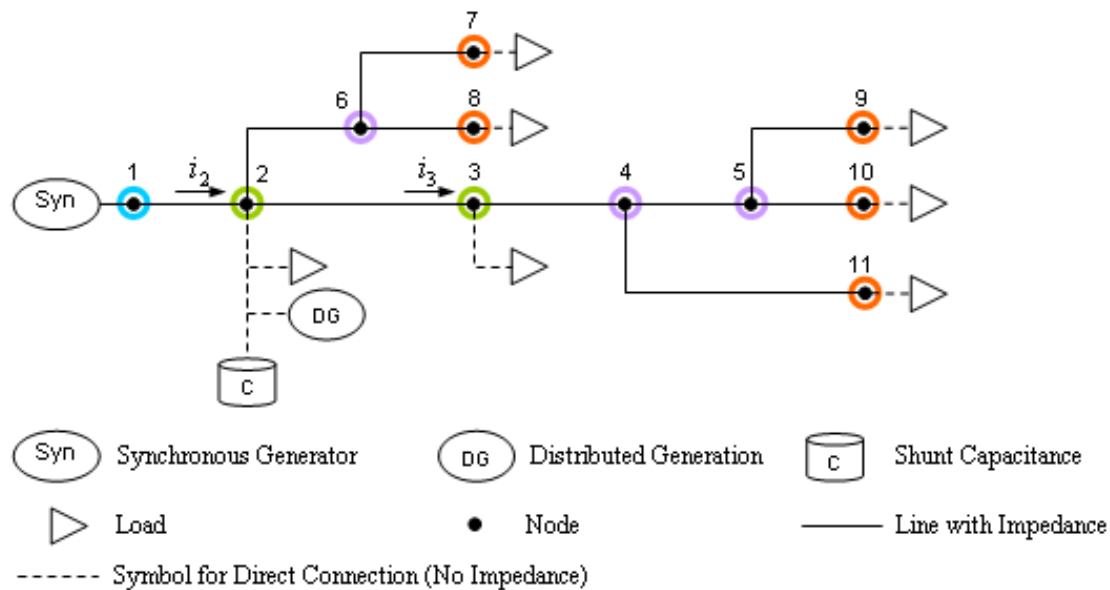 7
6
8
9
1
i₂
2
i₃
3
4
5
10
Syn
11
DG
C
Syn Synchronous Generator
DG Distributed Generation
C Shunt Capacitance
Load
Node
Line with Impedance
Symbol for Direct Connection (No Impedance)